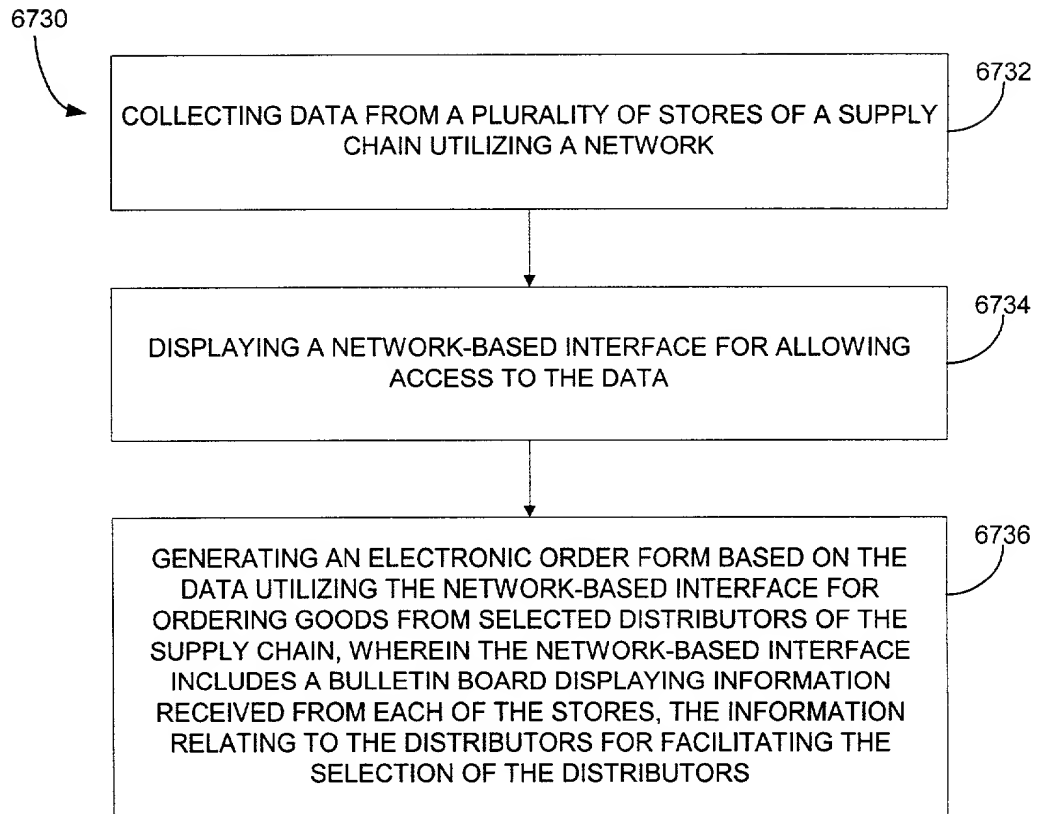 6730
6732
COLLECTING DATA FROM A PLURALITY OF STORES OF A SUPPLY
CHAIN UTILIZING A NETWORK
6734
DISPLAYING A NETWORK-BASED INTERFACE FOR ALLOWING
ACCESS TO THE DATA
6736
GENERATING AN ELECTRONIC ORDER FORM BASED ON THE
DATA UTILIZING THE NETWORK-BASED INTERFACE FOR
ORDERING GOODS FROM SELECTED DISTRIBUTORS OF THE
SUPPLY CHAIN, WHEREIN THE NETWORK-BASED INTERFACE
INCLUDES A BULLETIN BOARD DISPLAYING INFORMATION
RECEIVED FROM EACH OF THE STORES, THE INFORMATION
RELATING TO THE DISTRIBUTORS FOR FACILITATING THE
SELECTION OF THE DISTRIBUTORS